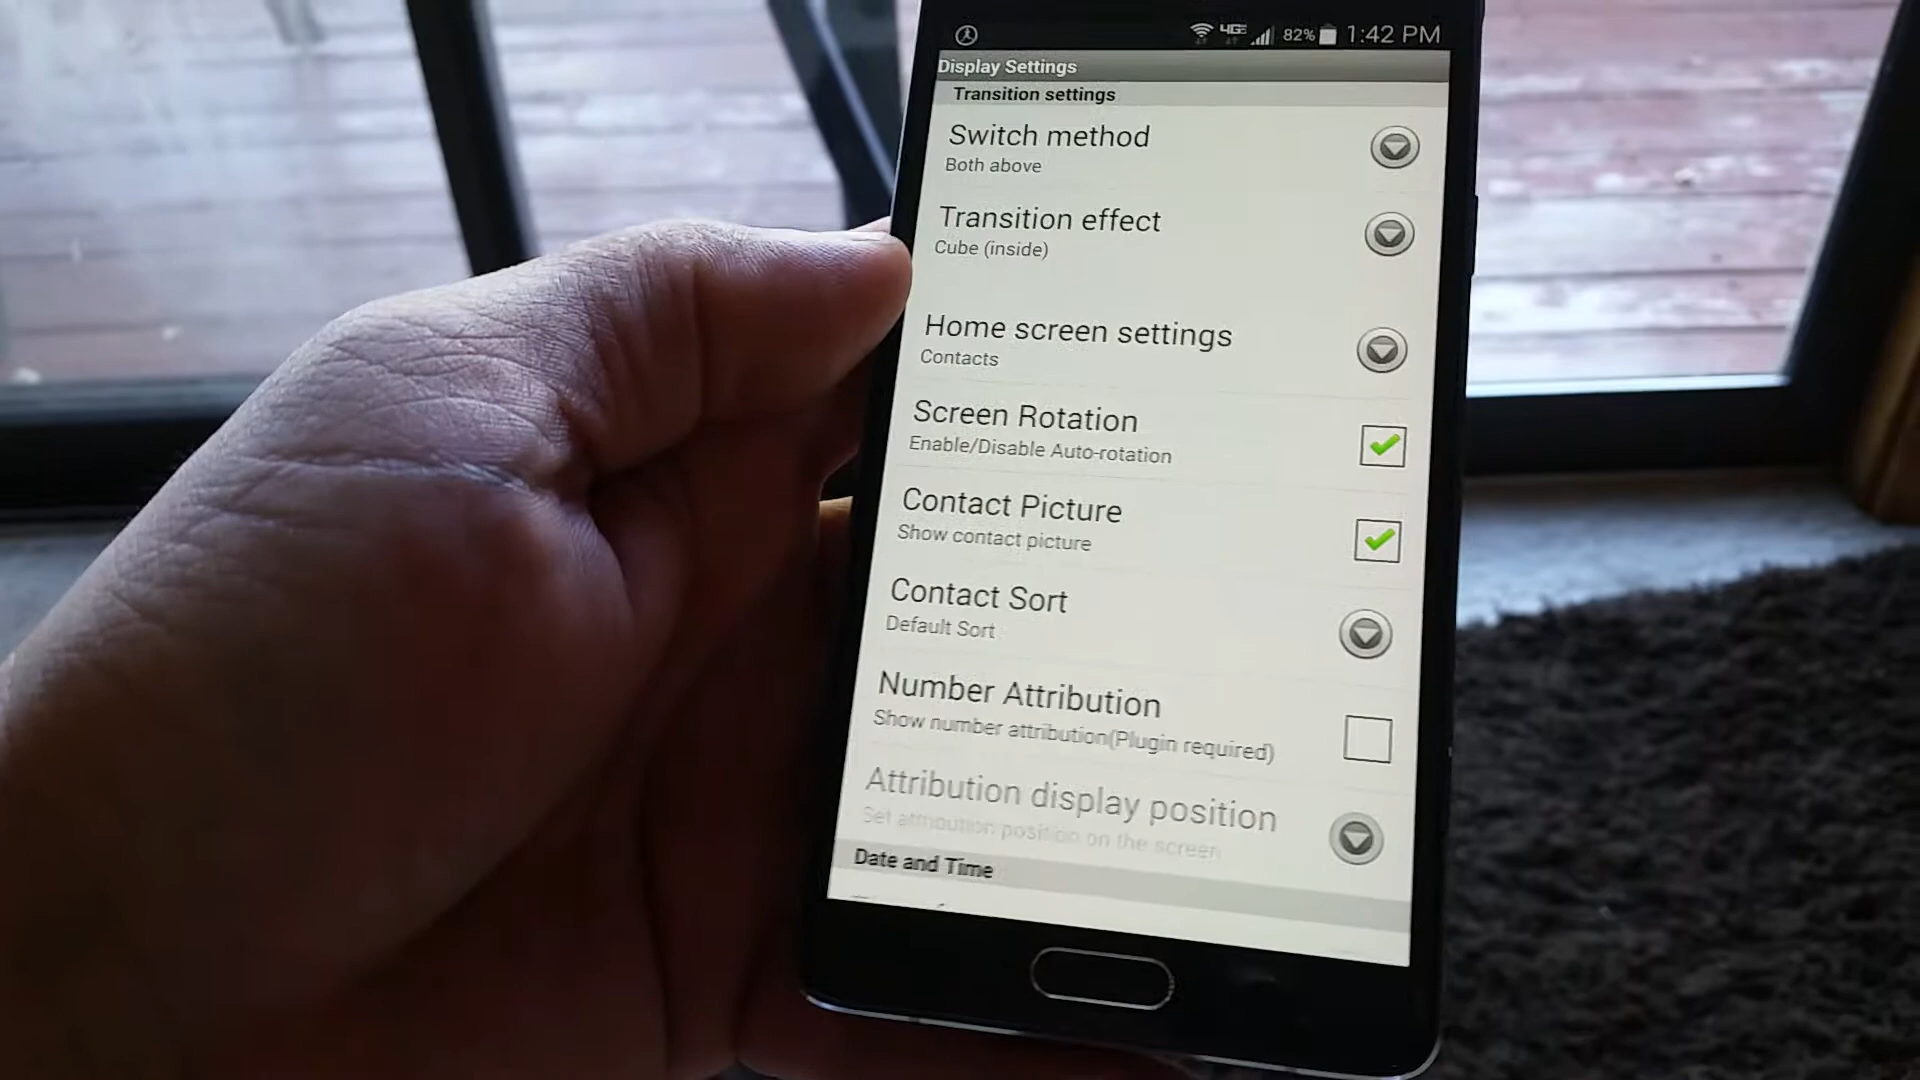 4GE 82% 1:42 PM
Display Settings
Transition settings
Switch method
Both above
Transition effect
Cube (inside)
Home screen settings
Contacts
Screen Rotation
Enable/Disable Auto-rotation
Contact Picture
Show contact picture
Contact Sort
Default Sort
Number Attribution
Show number attribution(Plugin required)
Attribution display position
Set attribution position on the screen
Date and Time